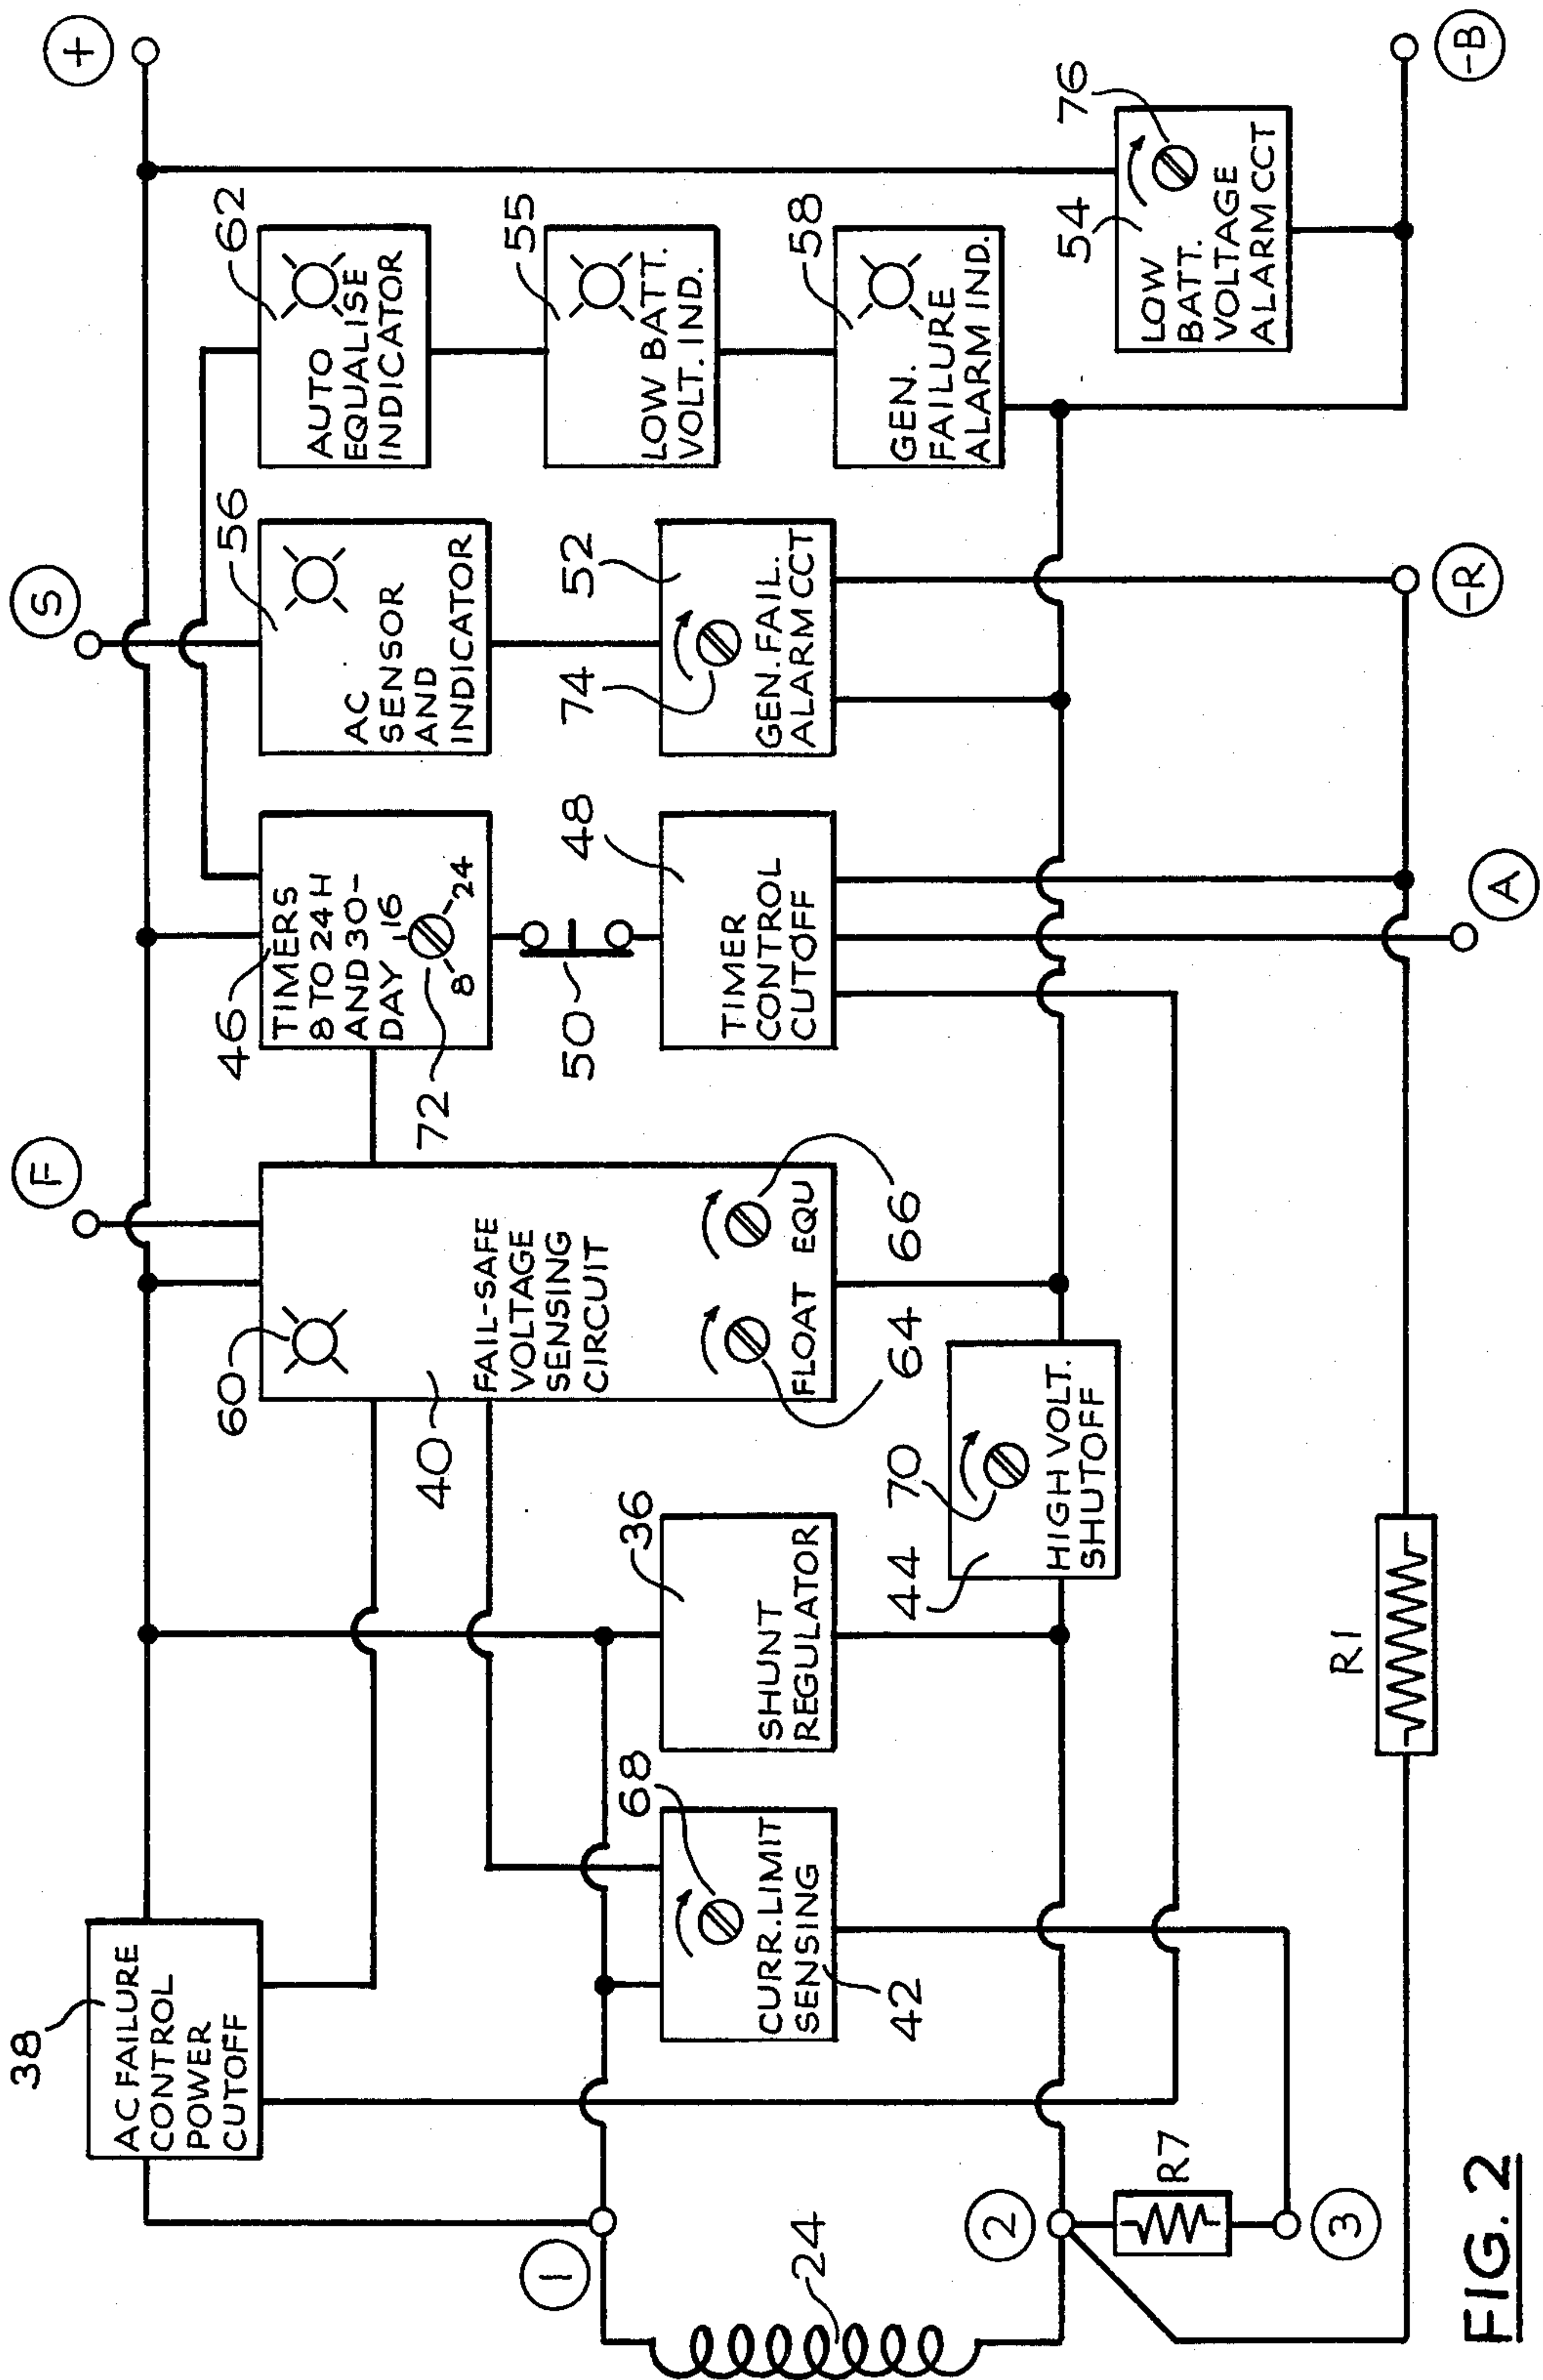 38
AC FAILURE
CONTROL
POWER
CUTOFF
F
S
+
60
40
FAIL-SAFE
VOLTAGE
SENSING
CIRCUIT
FLOAT EQU
64
66
46
TIMERS
8 TO 24 H
AND 30-
DAY
16
8
24
72
50
48
TIMER
CONTROL
CUTOFF
56
AC
SENSOR
AND
INDICATOR
52
74
GEN. FAIL.
ALARM CCT
62
AUTO
EQUALISE
INDICATOR
55
LOW BATT.
VOLT. IND.
58
GEN.
FAILURE
ALARM IND.
76
54
LOW
BATT.
VOLTAGE
ALARM CCT
1
68
CURR. LIMIT
SENSING
42
36
SHUNT
REGULATOR
70
44
HIGH VOLT.
SHUTOFF
24
2
R7
3
R1
A
-R
-B
FIG. 2